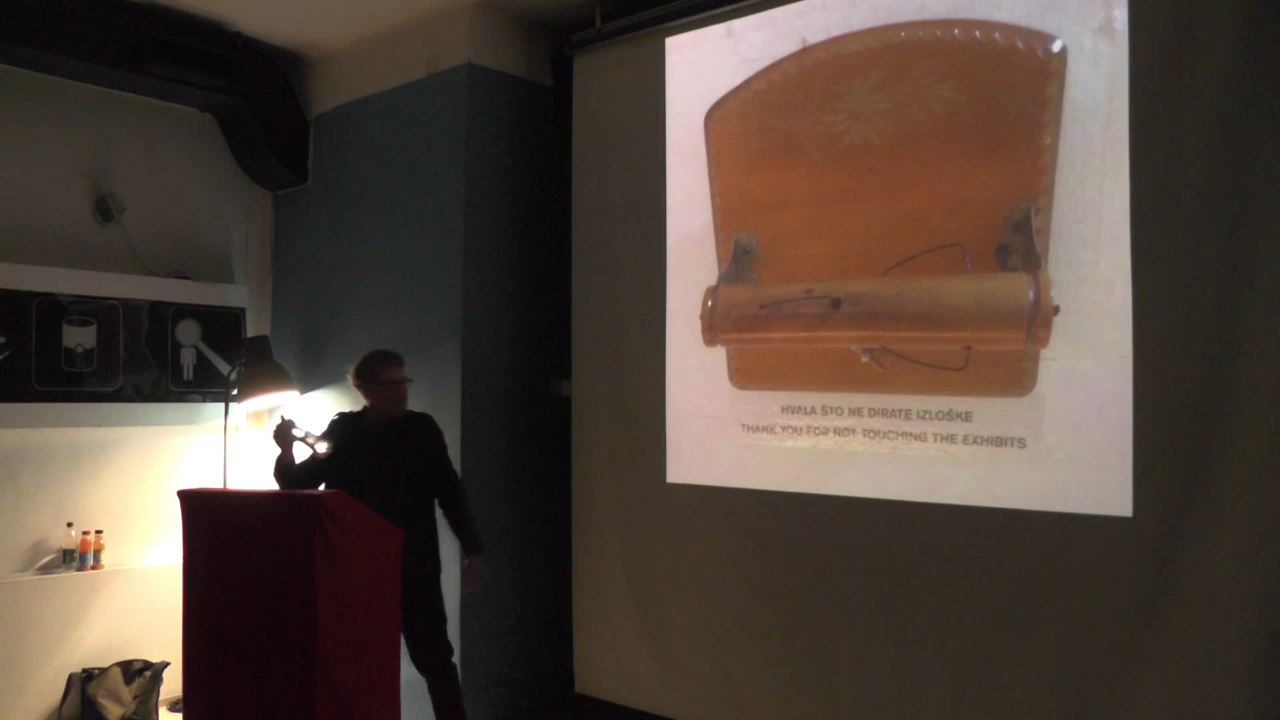 HVALA ŠTO NE DIRATE IZLOŠKE
THANK YOU FOR NOT TOUCHING THE EXHIBITS